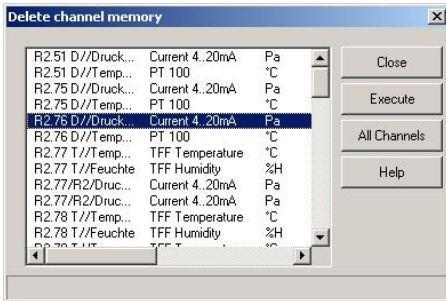 Delete channel memory
R2.51 D//Druck... Current 4..20mA Pa
R2.51 D//Temp... PT 100 °C
R2.75 D//Druck... Current 4..20mA Pa
R2.75 D//Temp... PT 100 °C
R2.76 D//Druck... Current 4..20mA Pa
R2.76 D//Temp... PT 100 °C
R2.77 T//Temp... TFF Temperature °C
R2.77 T//Feuchte TFF Humidity %H
R2.77/R2/Druc... Current 4..20mA Pa
R2.77/R2/Druc... Current 4..20mA Pa
R2.78 T//Temp... TFF Temperature °C
R2.78 T//Feuchte TFF Humidity %H
Close
Execute
All Channels
Help